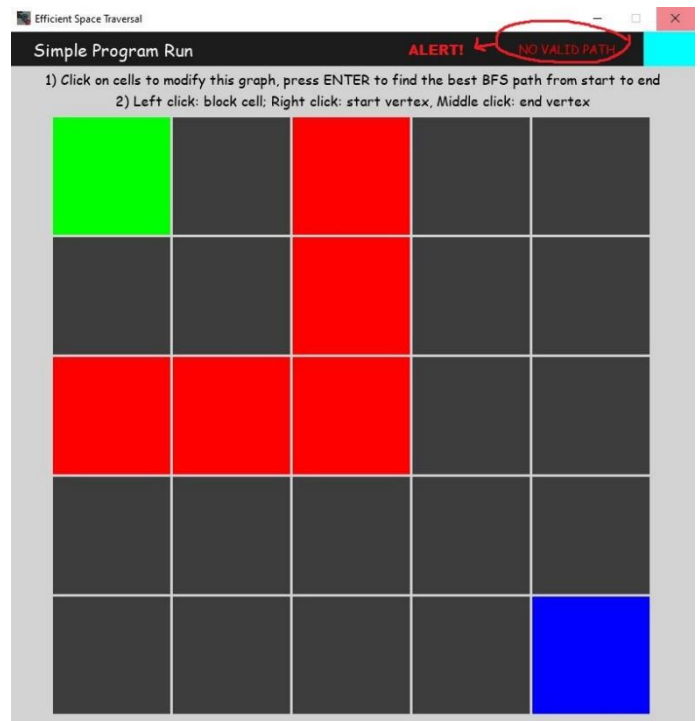 Efficient Space Traversal
Simple Program Run ALERT! NO VALID PATH
1) Click on cells to modify this graph, press ENTER to find the best BFS path from start to end
2) Left click: block cell; Right click: start vertex, Middle click: end vertex